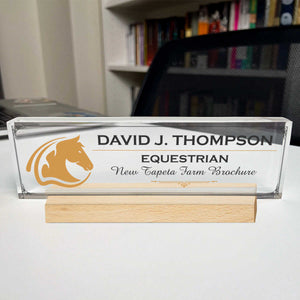 DAVID J. THOMPSON
EQUESTRIAN
New Tapeta Farm Brochure